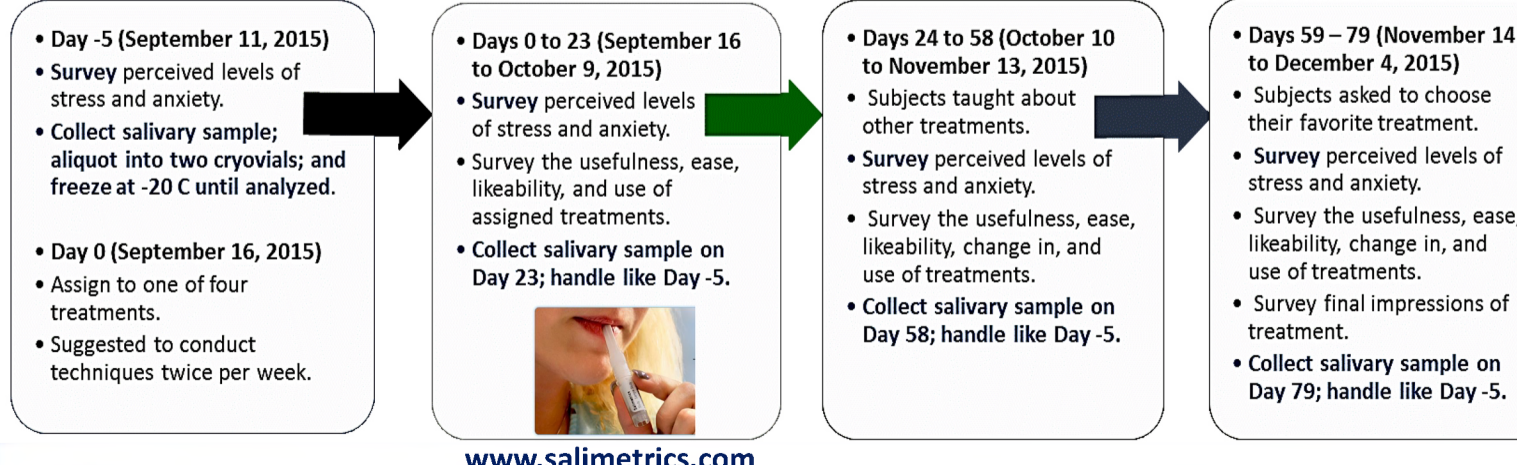 • Day -5 (September 11, 2015)
• Survey perceived levels of
stress and anxiety.
• Collect salivary sample;
aliquot into two cryovials; and
freeze at -20 C until analyzed.
• Day 0 (September 16, 2015)
• Assign to one of four
treatments.
• Suggested to conduct
techniques twice per week.
• Days 0 to 23 (September 16
to October 9, 2015)
• Survey perceived levels
of stress and anxiety.
• Survey the usefulness, ease,
likeability, and use of
assigned treatments.
• Collect salivary sample on
Day 23; handle like Day -5.
www.salimetrics.com
• Days 24 to 58 (October 10
to November 13, 2015)
• Subjects taught about
other treatments.
• Survey perceived levels of
stress and anxiety.
• Survey the usefulness, ease,
likeability, change in, and
use of treatments.
• Collect salivary sample on
Day 58; handle like Day -5.
• Days 59 – 79 (November 14
to December 4, 2015)
• Subjects asked to choose
their favorite treatment.
• Survey perceived levels of
stress and anxiety.
• Survey the usefulness, ease,
likeability, change in, and
use of treatments.
• Survey final impressions of
treatment.
• Collect salivary sample on
Day 79; handle like Day -5.